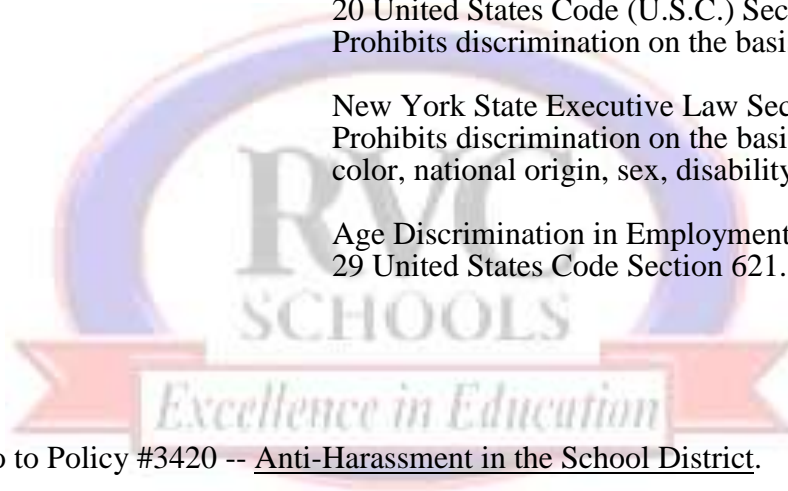 20 United States Code (U.S.C.) Sec
Prohibits discrimination on the basi
New York State Executive Law Sec
Prohibits discrimination on the basi
color, national origin, sex, disability
Age Discrimination in Employment
29 United States Code Section 621.
RVC
SCHOOLS
Excellence in Education
to Policy #3420 -- Anti-Harassment in the School District.